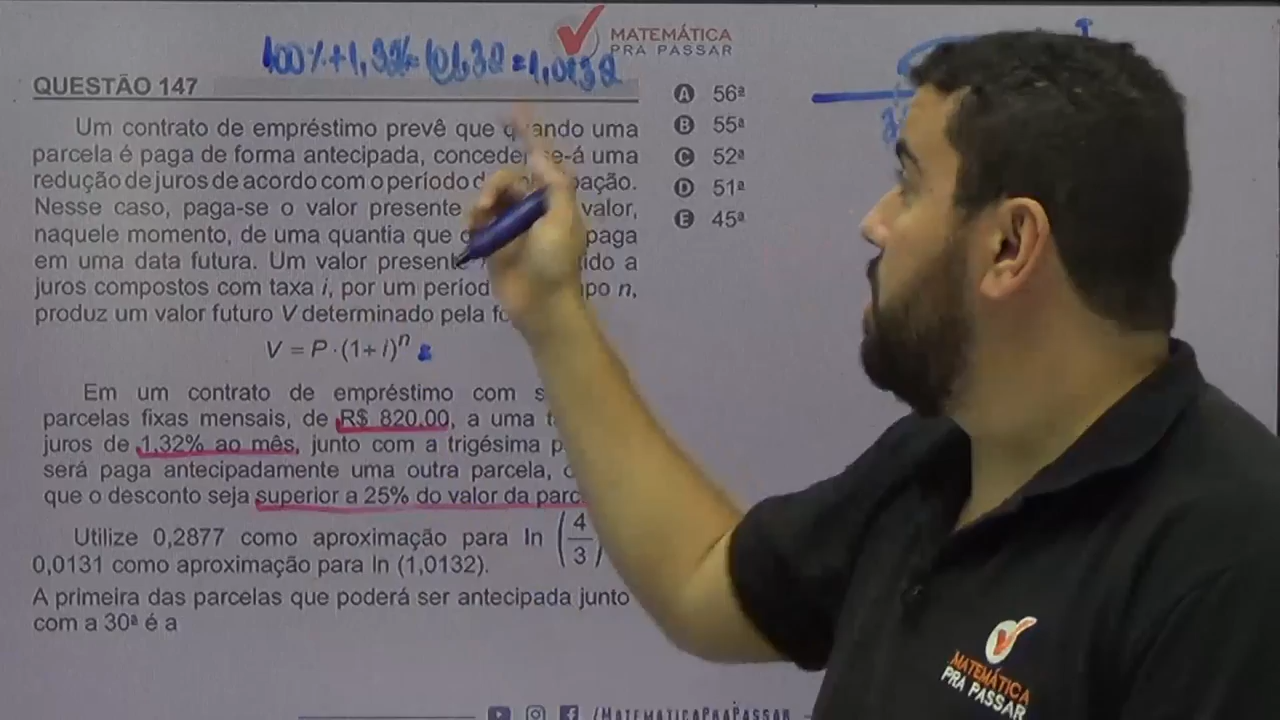 MATEMÁTICA
PRA PASSAR
100%+1,32%=101,32=1,0132
QUESTÃO 147
Um contrato de empréstimo prevê que quando uma
parcela é paga de forma antecipada, conceder-se-á uma
redução de juros de acordo com o período
Nesse caso, paga-se o valor presente valor,
naquele momento, de uma quantia que paga
em uma data futura. Um valor presente a
juros compostos com taxa i, por um n,
produz um valor futuro V determinado pela
V = P·(1+i)ⁿ
Em um contrato de empréstimo com
parcelas fixas mensais, de R$ 820,00, a uma
juros de 1,32% ao mês, junto com a trigésima
será paga antecipadamente uma outra parcela,
que o desconto seja superior a 25% do valor da
Utilize 0,2877 como aproximação para ln (4/3)
0,0131 como aproximação para ln (1,0132).
A primeira das parcelas que poderá ser antecipada junto
com a 30ª é a
A 56ª
B 55ª
C 52ª
D 51ª
E 45ª
MATEMÁTICA
PRA PASSAR
/MATEMATICAPRAPASSAR